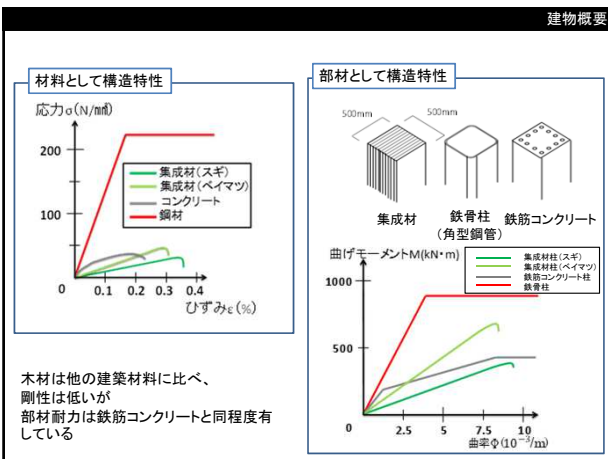 建物概要
材料として構造特性
応力σ(N/㎟)
200
100
0
0.1 0.2 0.3 0.4
ひずみε(%)
集成材(スギ)
集成材(ベイマツ)
コンクリート
鋼材
木材は他の建築材料に比べ、
剛性は低いが
部材耐力は鉄筋コンクリートと同程度有
している
部材として構造特性
500mm 500mm
集成材
鉄骨柱
(角型鋼管)
鉄筋コンクリート
曲げモーメントM(kN・m)
集成材柱(スギ)
集成材柱(ベイマツ)
鉄筋コンクリート柱
鉄骨柱
1000
500
0
2.5 5 7.5 10
曲率Φ(10⁻³/m)